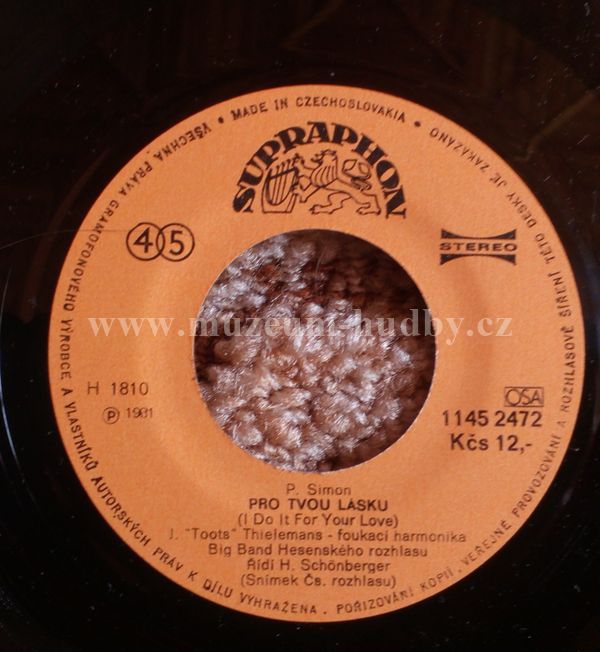 VŠECHNA PRÁVA GRAMOFONOVÉHO VÝROBCE A VLASTNÍKŮ AUTORSKÝCH PRÁV K DÍLU VYHRAŽENA. POŘIZOVÁNÍ KOPIÍ, VEŘEJNÉ PROVOZOVÁNÍ A ROZHLASOVÉ ŠÍŘENÍ TÉTO DESKY JE ZAKÁZÁNO • MADE IN CZECHOSLOVAKIA •
SUPRAPHON
45
STEREO
www.muzeum-hudby.cz
H 1810
℗ 1981
OSA
1145 2472
Kčs 12,-
P. Simon
PRO TVOU LÁSKU
(I Do It For Your Love)
J. "Toots" Thielemans - foukací harmonika
Big Band Hesenského rozhlasu
Řídí H. Schönberger
(Snímek Čs. rozhlasu)